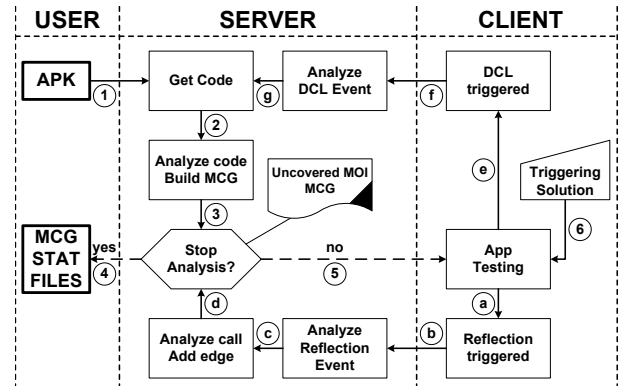 USER
SERVER
CLIENT
APK
1
Get Code
g
Analyze
DCL Event
f
DCL
triggered
2
e
Analyze code
Build MCG
Uncovered MOI
MCG
Triggering
Solution
3
6
MCG
STAT
FILES
yes
4
Stop
Analysis?
no
5
App
Testing
d
a
Analyze call
Add edge
c
Analyze
Reflection
Event
b
Reflection
triggered